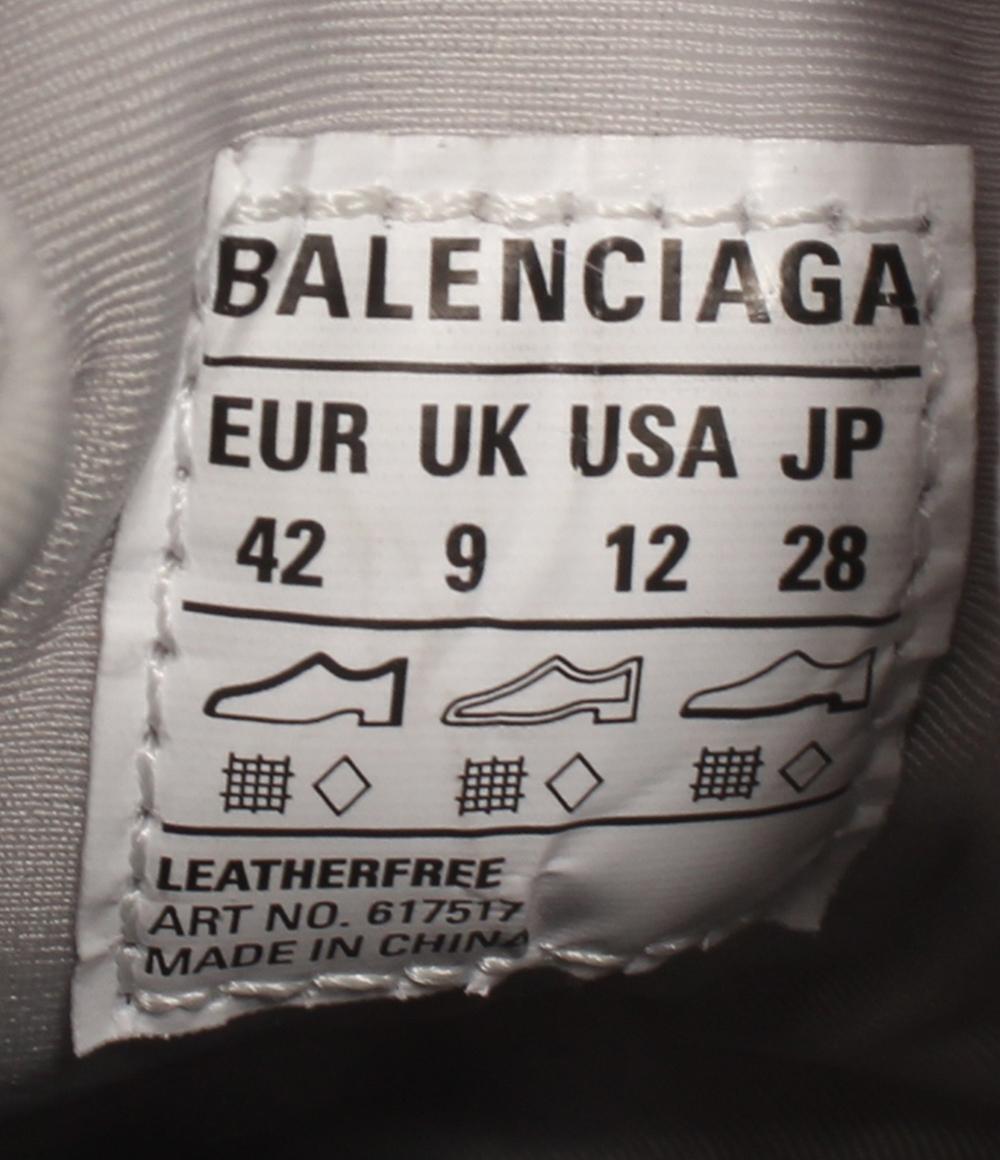 BALENCIAGA
EUR UK USA JP
42 9 12 28
LEATHERFREE
ART NO. 617517
MADE IN CHINA